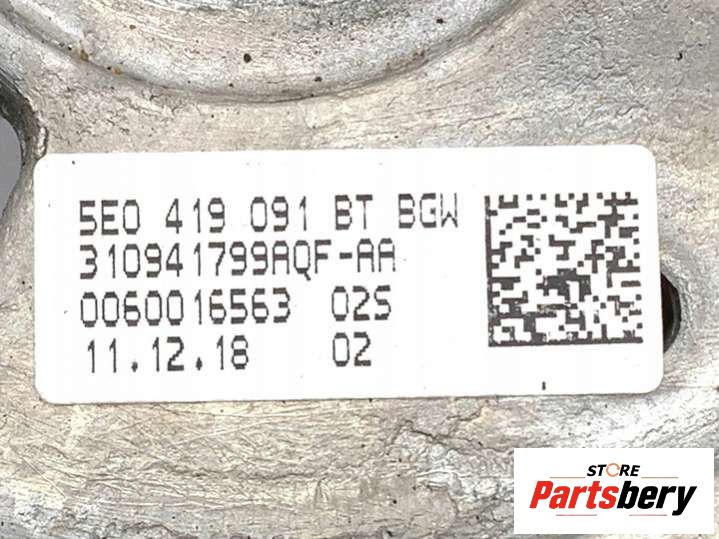 5E0 419 091 BT BGW
310941799AQF-AA
0060016563 02S
11.12.18 02
STORE
Partsbery